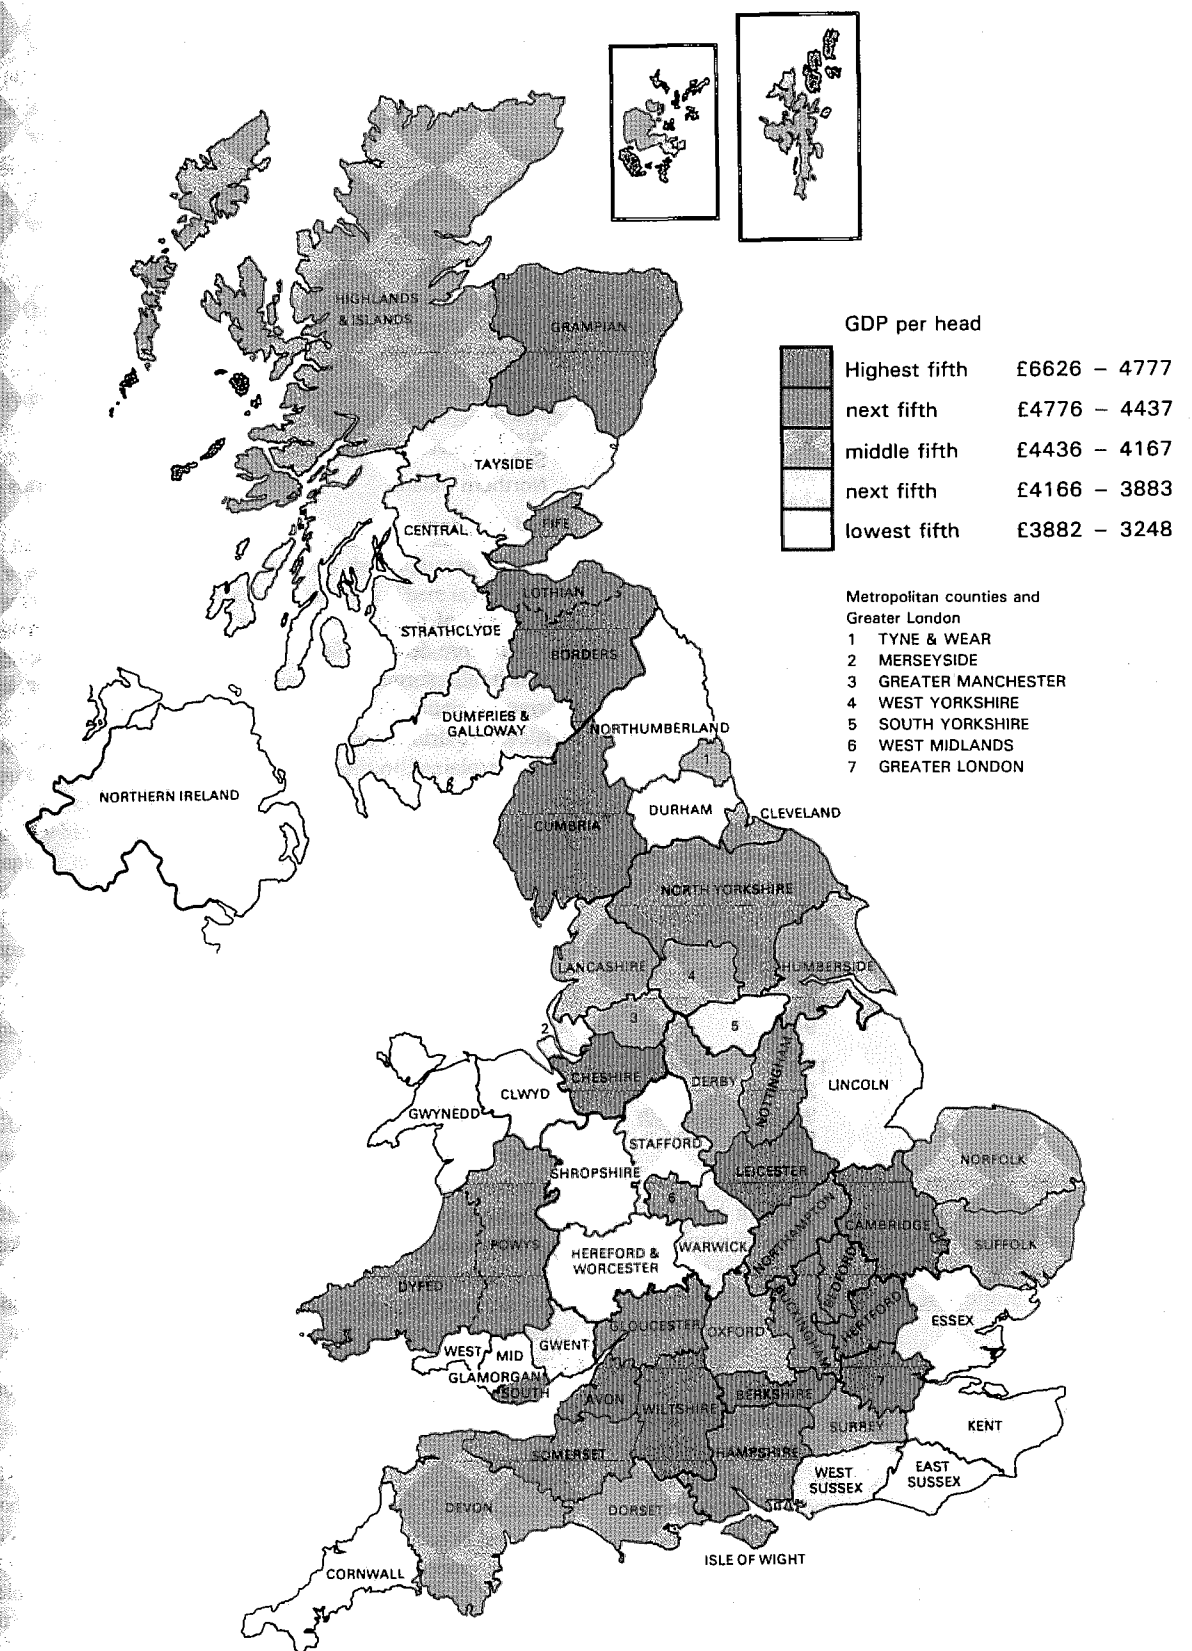 HIGHLANDS
& ISLANDS
GRAMPIAN
TAYSIDE
CENTRAL
FIFE
LOTHIAN
STRATHCLYDE
BORDERS
DUMFRIES &
GALLOWAY
NORTHUMBERLAND
1
NORTHERN IRELAND
DURHAM
CLEVELAND
CUMBRIA
NORTH YORKSHIRE
LANCASHIRE
4
HUMBERSIDE
3
2
5
CHESHIRE
DERBY
NOTTINGHAM
LINCOLN
CLWYD
GWYNEDD
STAFFORD
SHROPSHIRE
LEICESTER
NORFOLK
6
NORTHAMPTON
CAMBRIDGE
POWYS
WARWICK
SUFFOLK
HEREFORD &
WORCESTER
BEDFORD
DYFED
BUCKINGHAM
HERTFORD
GLOUCESTER
OXFORD
ESSEX
GWENT
WEST
MID
GLAMORGAN
SOUTH
7
AVON
WILTSHIRE
BERKSHIRE
SURREY
KENT
SOMERSET
HAMPSHIRE
WEST
SUSSEX
EAST
SUSSEX
DEVON
DORSET
ISLE OF WIGHT
CORNWALL
GDP per head
Highest fifth £6626 – 4777
next fifth £4776 – 4437
middle fifth £4436 – 4167
next fifth £4166 – 3883
lowest fifth £3882 – 3248
Metropolitan counties and
Greater London
1 TYNE & WEAR
2 MERSEYSIDE
3 GREATER MANCHESTER
4 WEST YORKSHIRE
5 SOUTH YORKSHIRE
6 WEST MIDLANDS
7 GREATER LONDON